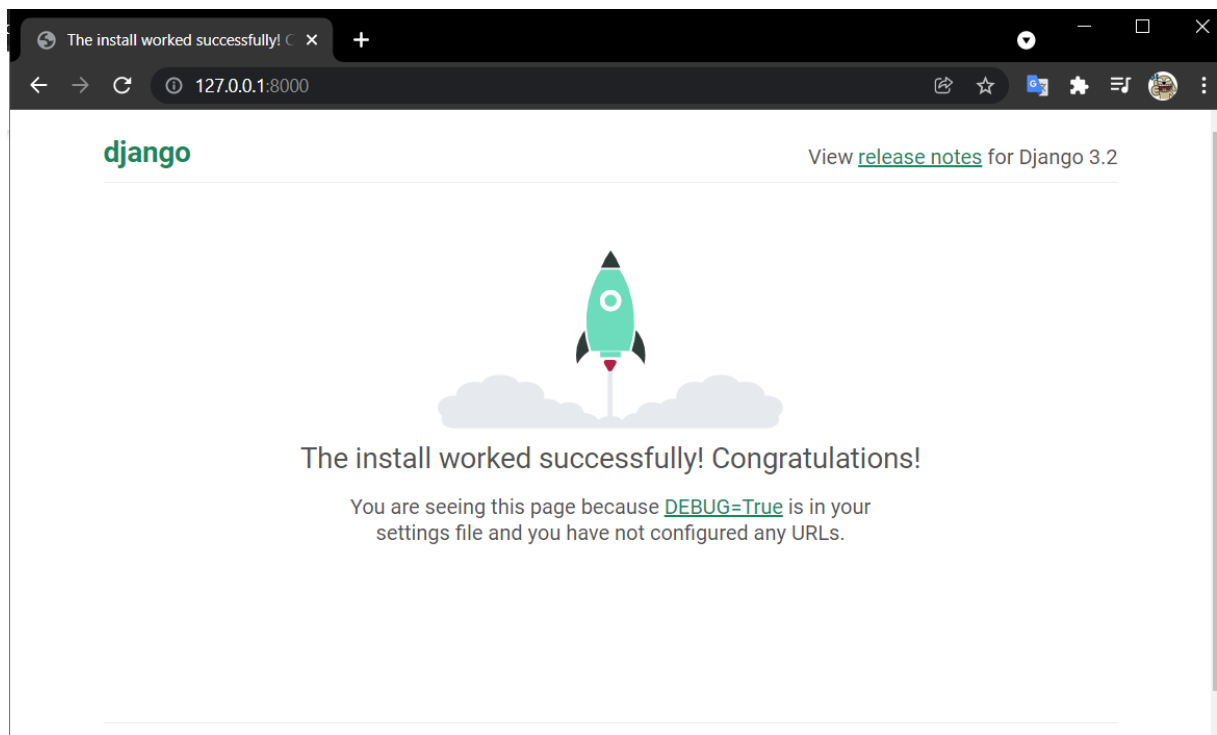 The install worked successfully! C
127.0.0.1:8000
django
View release notes for Django 3.2
The install worked successfully! Congratulations!
You are seeing this page because DEBUG=True is in your
settings file and you have not configured any URLs.